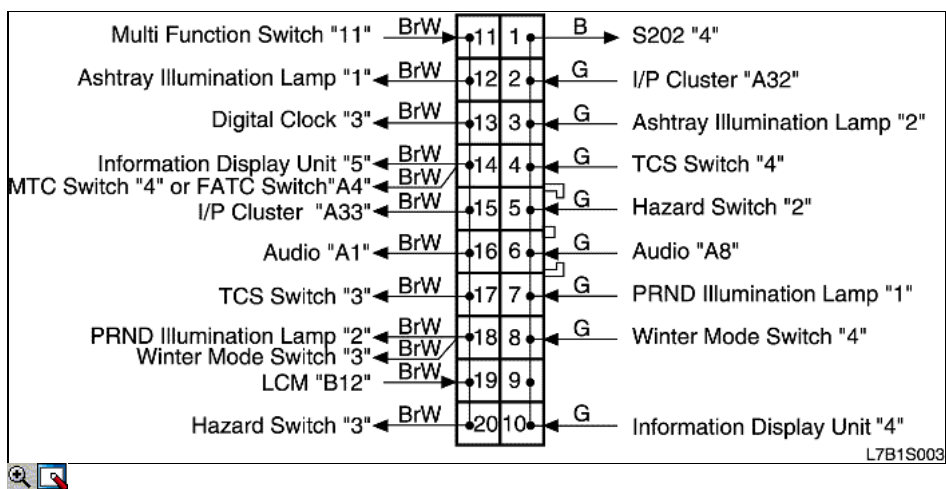 Multi Function Switch "11" BrW 11 1 B S202 "4"
Ashtray Illumination Lamp "1" BrW 12 2 G I/P Cluster "A32"
Digital Clock "3" BrW 13 3 G Ashtray Illumination Lamp "2"
Information Display Unit "5" BrW 14 4 G TCS Switch "4"
MTC Switch "4" or FATC Switch"A4" BrW
I/P Cluster "A33" BrW 15 5 G Hazard Switch "2"
Audio "A1" BrW 16 6 G Audio "A8"
TCS Switch "3" BrW 17 7 G PRND Illumination Lamp "1"
PRND Illumination Lamp "2" BrW 18 8 G Winter Mode Switch "4"
Winter Mode Switch "3" BrW
LCM "B12" BrW 19 9
Hazard Switch "3" BrW 20 10 G Information Display Unit "4"
L7B1S003